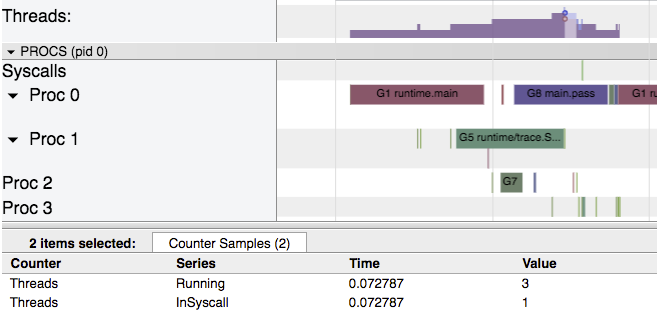 Threads:
PROCS (pid 0)
Syscalls
Proc 0
G1 runtime.main
G8 main.pass
G1 ru
Proc 1
G5 runtime/trace.S...
Proc 2
G7
Proc 3
2 items selected: Counter Samples (2)
Counter Series Time Value
Threads Running 0.072787 3
Threads InSyscall 0.072787 1